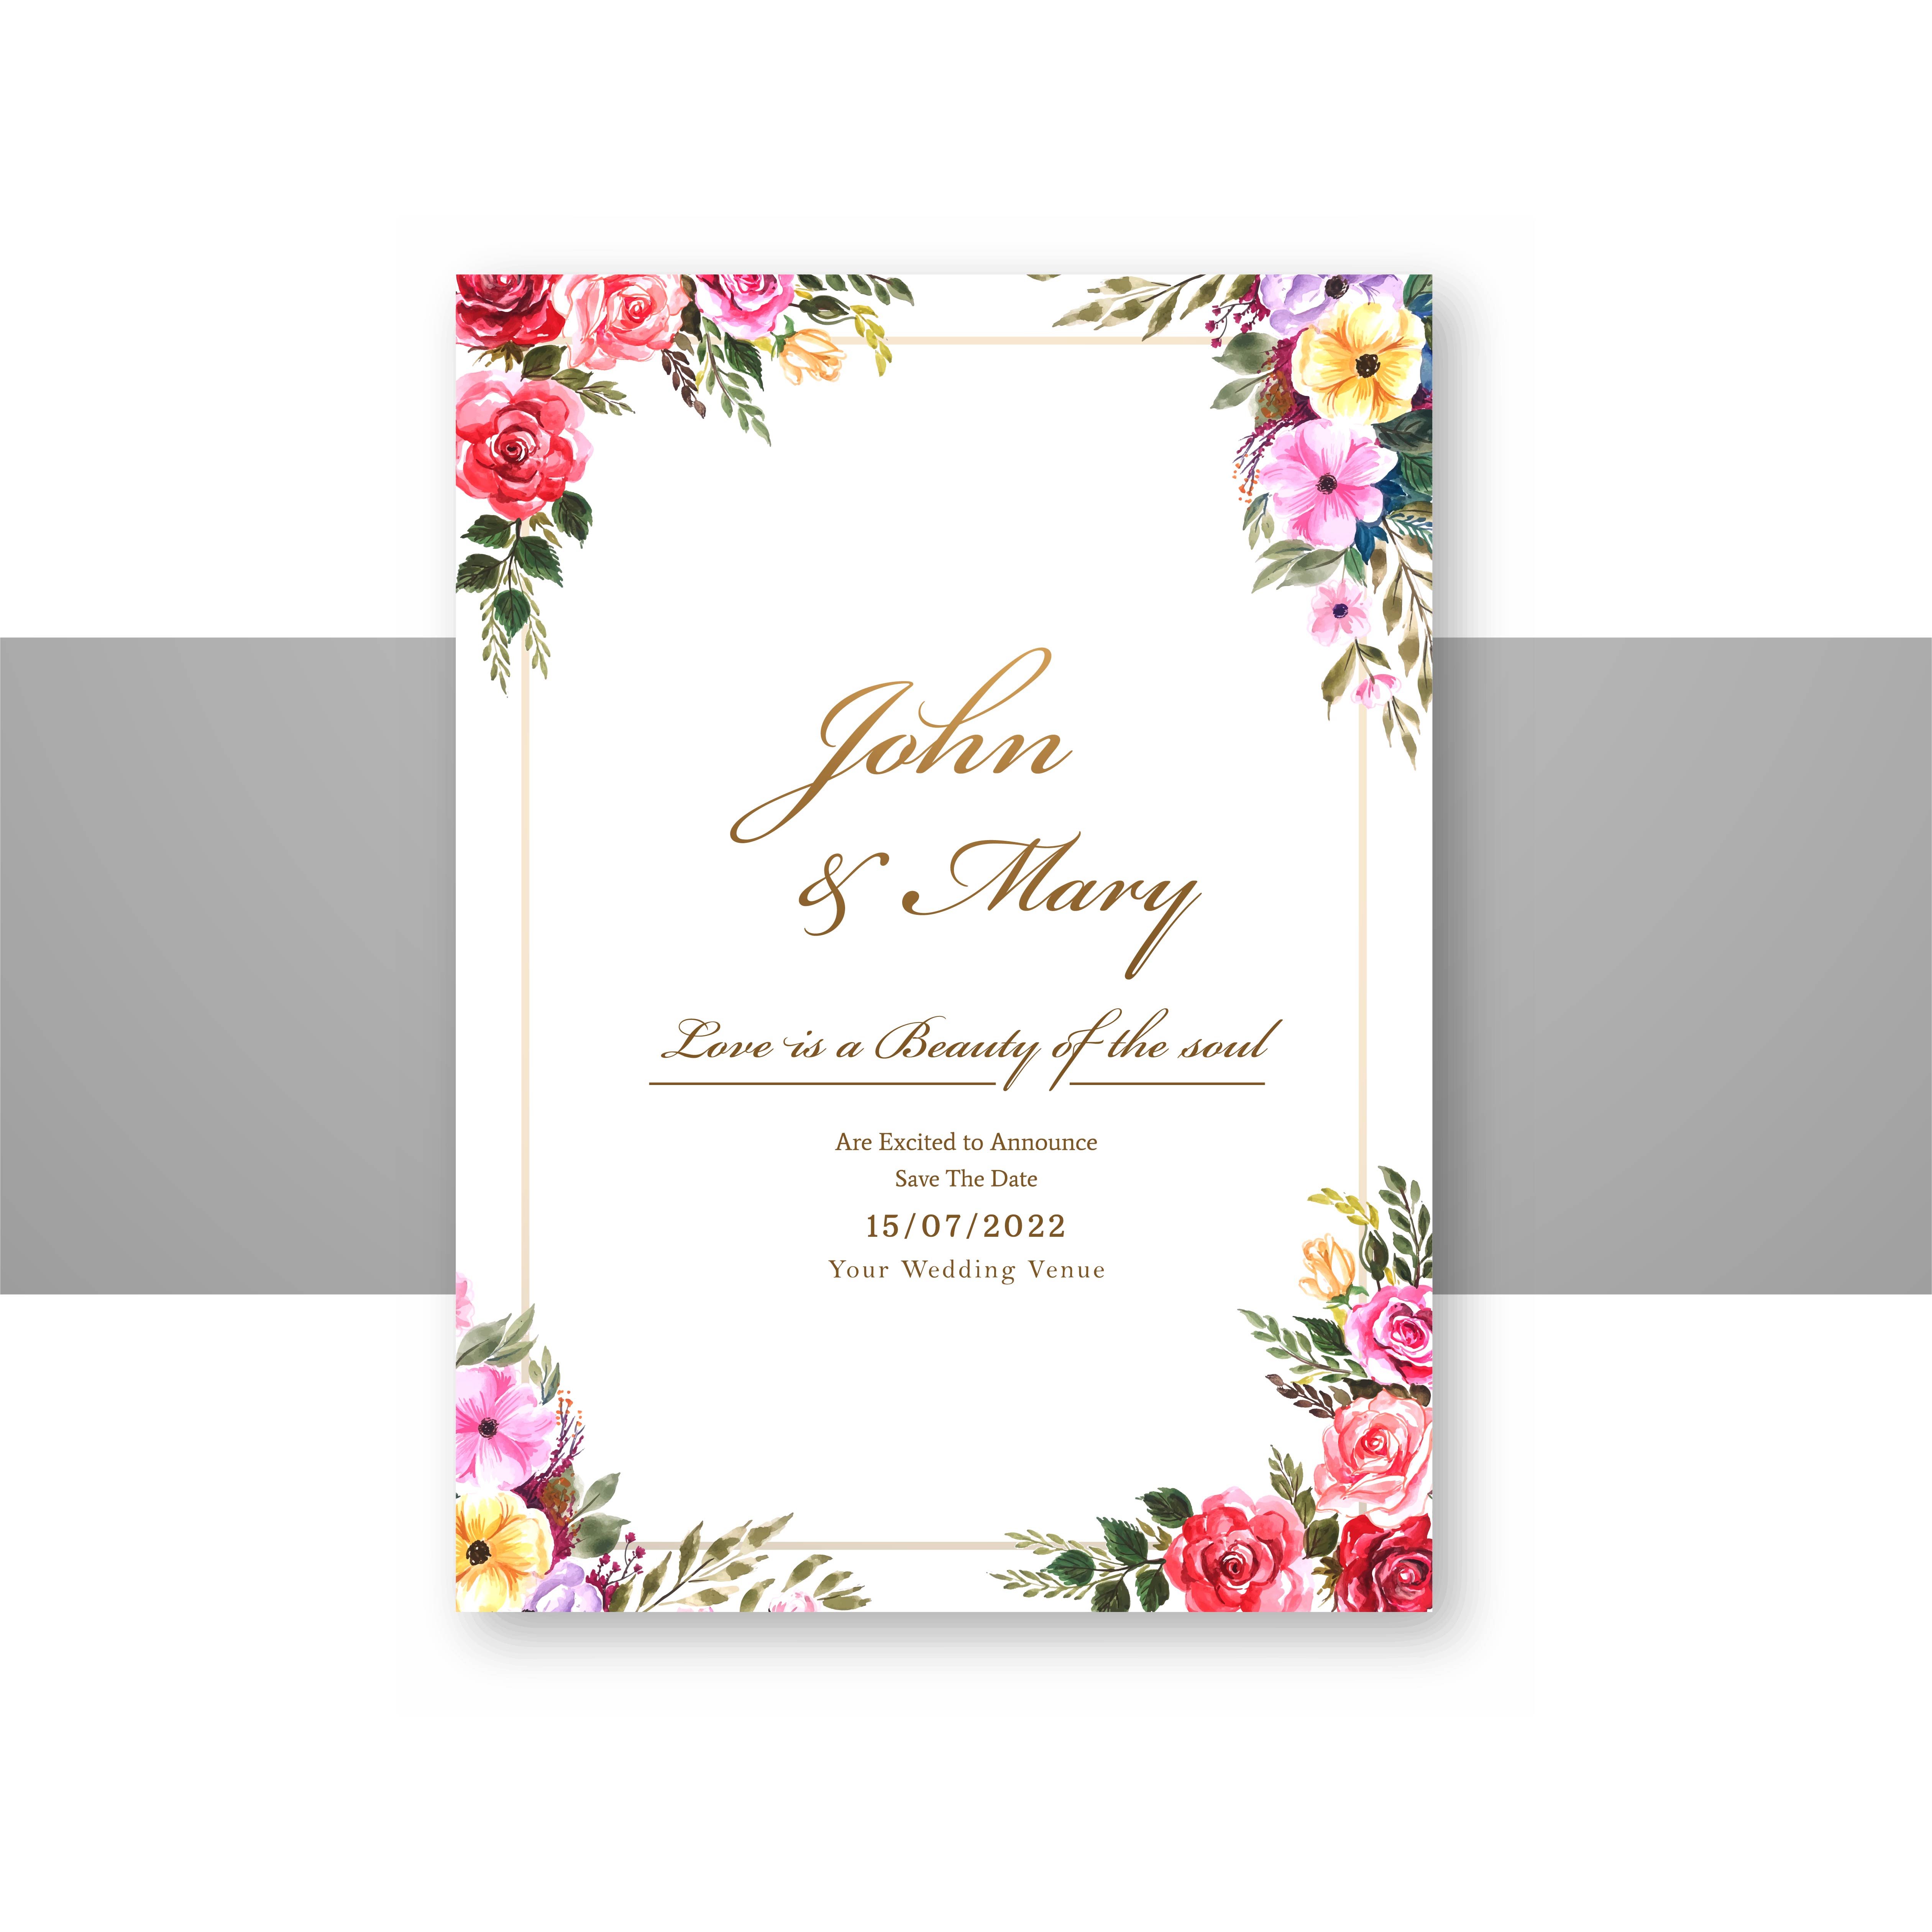 John
& Mary
Love is a Beauty of the soul
Are Excited to Announce
Save The Date
15/07/2022
Your Wedding Venue